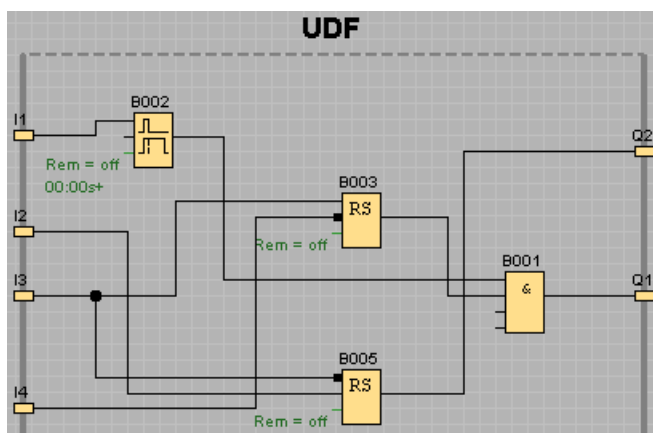 UDF
B002
I1
Q2
Rem = off
00:00s+
B003
RS
I2
Rem = off
B001
&
I3
Q1
B005
RS
I4
Rem = off